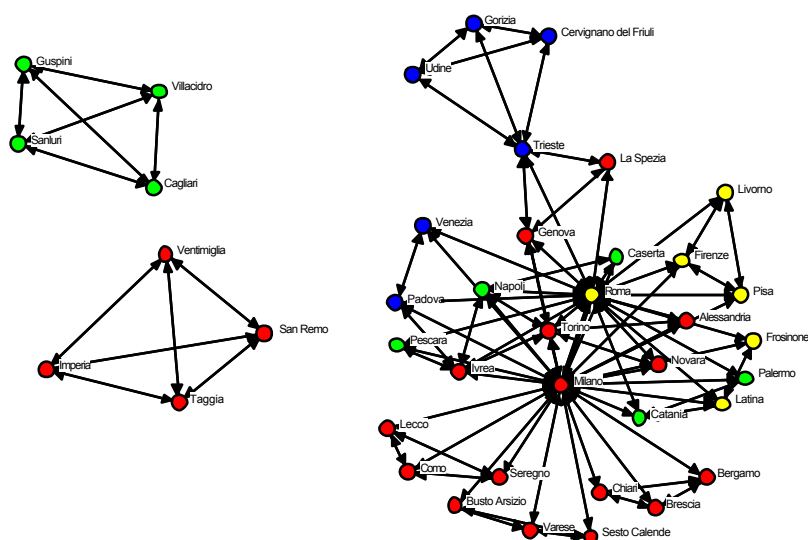 Gorizia
Cervignano del Friuli
Udine
Guspini
Villacidro
Sanluri
Cagliari
Trieste
La Spezia
Livorno
Venezia
Genova
Caserta
Firenze
Ventimiglia
Napoli
Roma
Pisa
Padova
Alessandria
San Remo
Torino
Pescara
Frosinone
Imperia
Ivrea
Novara
Milano
Palermo
Taggia
Latina
Catania
Lecco
Como
Seregno
Bergamo
Chiari
Busto Arsizio
Brescia
Varese
Sesto Calende